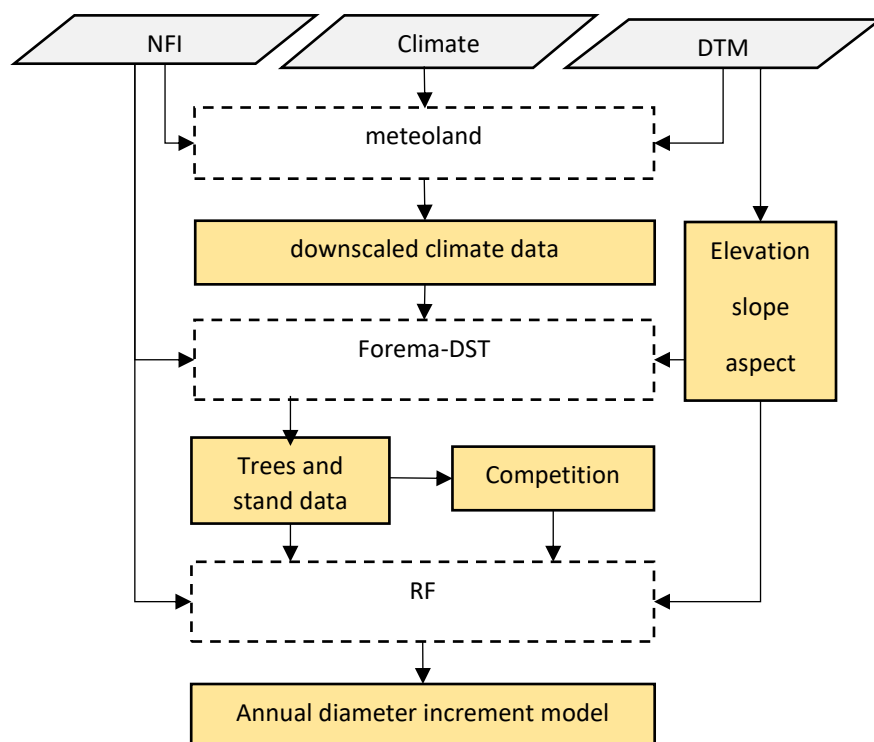 NFI
Climate
DTM
meteoland
downscaled climate data
Elevation
slope
aspect
Forema-DST
Trees and
stand data
Competition
RF
Annual diameter increment model